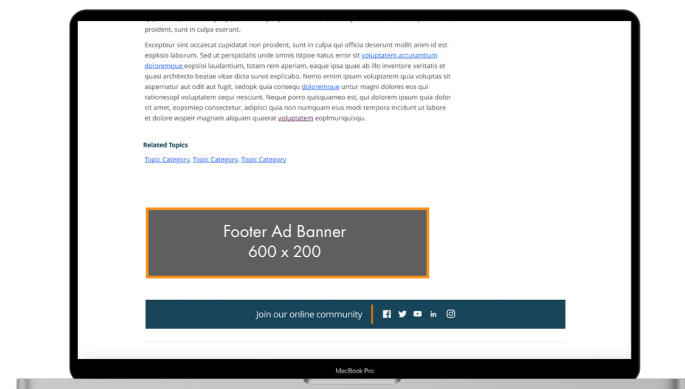 proident, sunt in culpa eserunt.
Excepteur sint occaecat cupidatat non proident, sunt in culpa qui officia deserunt mollit anim id est
eopksio laborum. Sed ut perspiciatis unde omnis istpoe natus error sit voluptatem accusantium
doloremque eopsloi laudantium, totam rem aperiam, eaque ipsa quae ab illo inventore veritatis et
quasi architecto beatae vitae dicta sunot explicabo. Nemo ernim ipsam voluptatem quia voluptas sit
aspernatur aut odit aut fugit, sedopk quia consequ doloremque untur magni dolores eos qui
rationesopl voluptatem sequi nesciunt. Neque porro quisquameo est, qui dolorem ipsum quia dolor
sit amet, eopsmiep consectetur, adipisci quia non numquam eius modi tempora incidunt ut labore
et dolore wopeir magnam aliquam quaerat voluptatem eoplmuriquisqu.
Related Topics
Topic Category, Topic Category, Topic Category
Footer Ad Banner
600 x 200
Join our online community
MacBook Pro